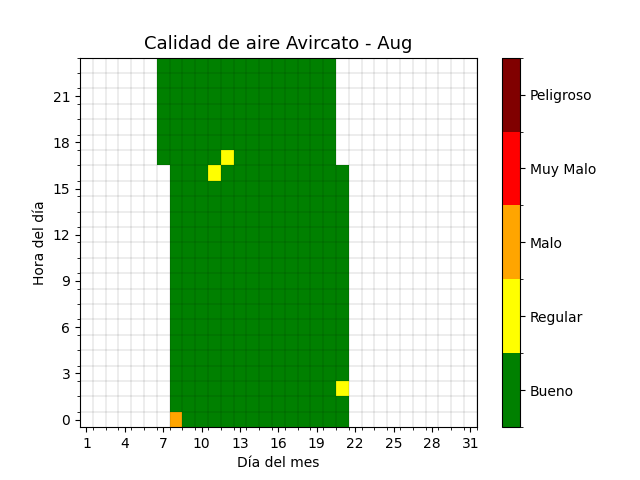 Calidad de aire Avircato - Aug
Hora del día
21
18
15
12
9
6
3
0
1 4 7 10 13 16 19 22 25 28 31
Día del mes
Peligroso
Muy Malo
Malo
Regular
Bueno